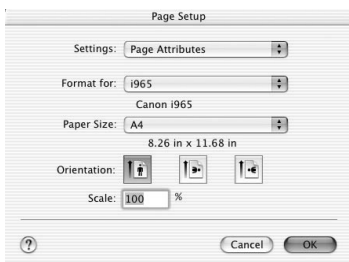 Page Setup
Settings: Page Attributes
Format for: i965
Canon i965
Paper Size: A4
8.26 in x 11.68 in
Orientation:
Scale: 100 %
? Cancel OK